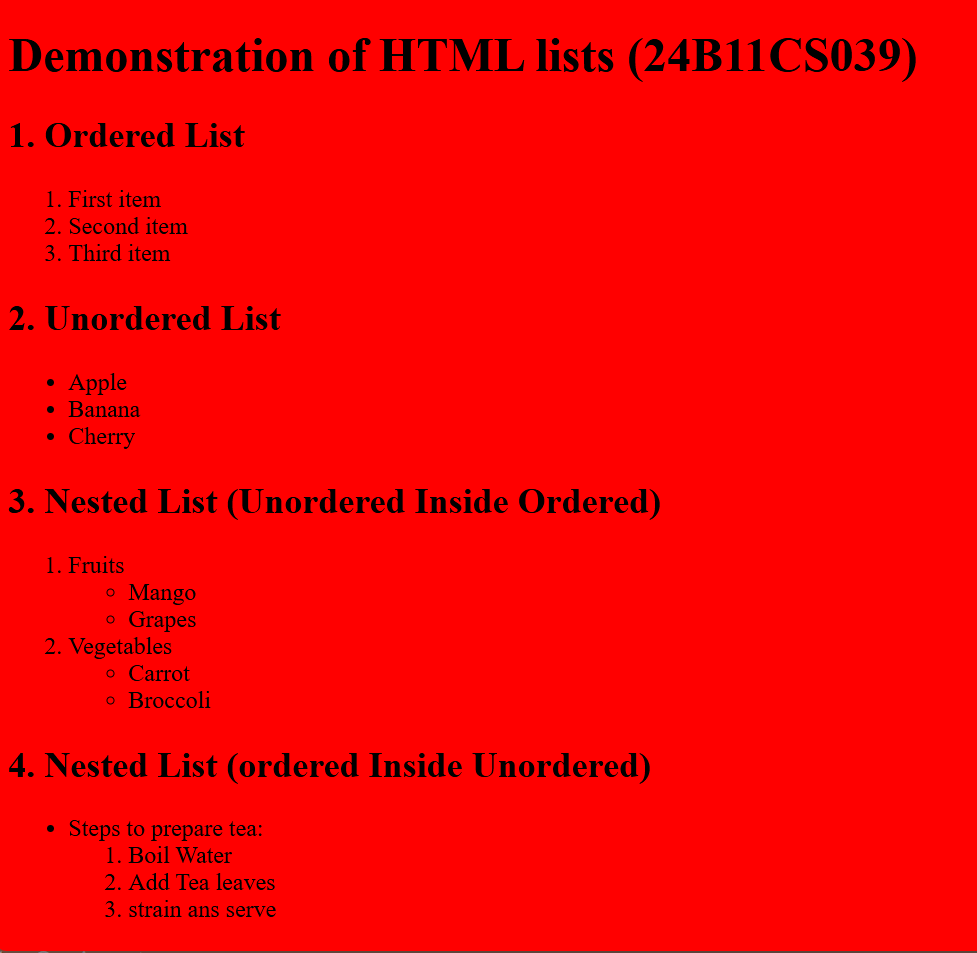 Demonstration of HTML lists (24B11CS039)
1. Ordered List
1. First item
2. Second item
3. Third item
2. Unordered List
• Apple
• Banana
• Cherry
3. Nested List (Unordered Inside Ordered)
1. Fruits
○ Mango
○ Grapes
2. Vegetables
○ Carrot
○ Broccoli
4. Nested List (ordered Inside Unordered)
• Steps to prepare tea:
1. Boil Water
2. Add Tea leaves
3. strain ans serve